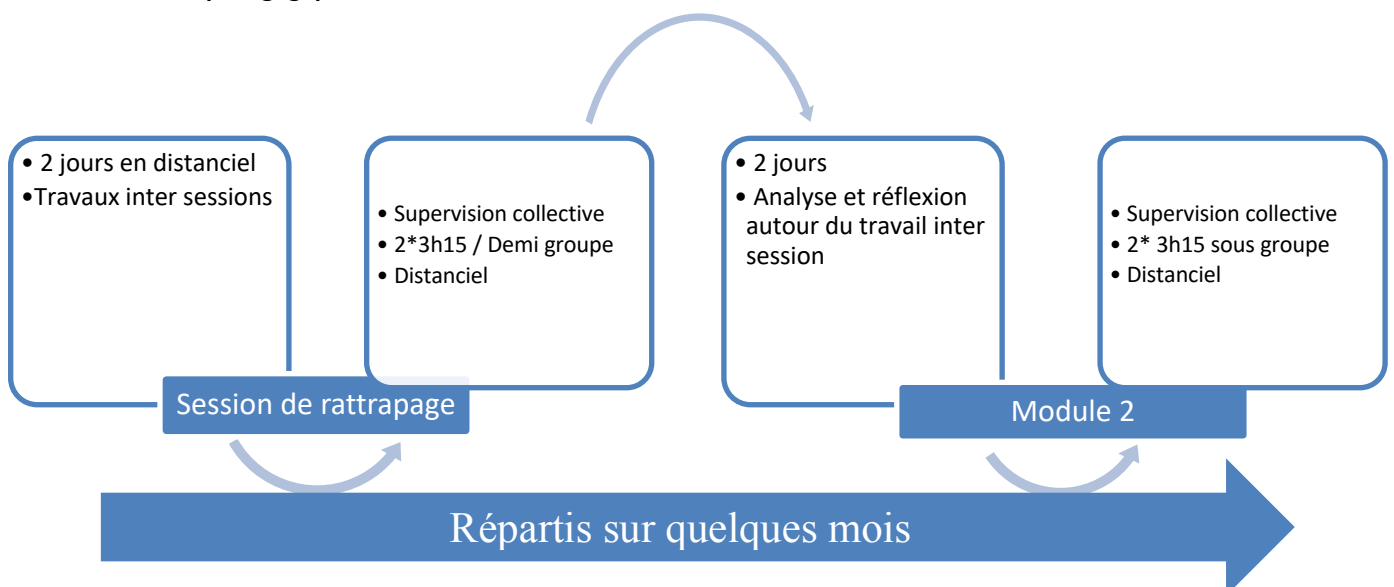 • 2 jours en distanciel
•Travaux inter sessions
• Supervision collective
• 2*3h15 / Demi groupe
• Distanciel
Session de rattrapage
• 2 jours
• Analyse et réflexion
autour du travail inter
session
• Supervision collective
• 2* 3h15 sous groupe
• Distanciel
Module 2
Répartis sur quelques mois